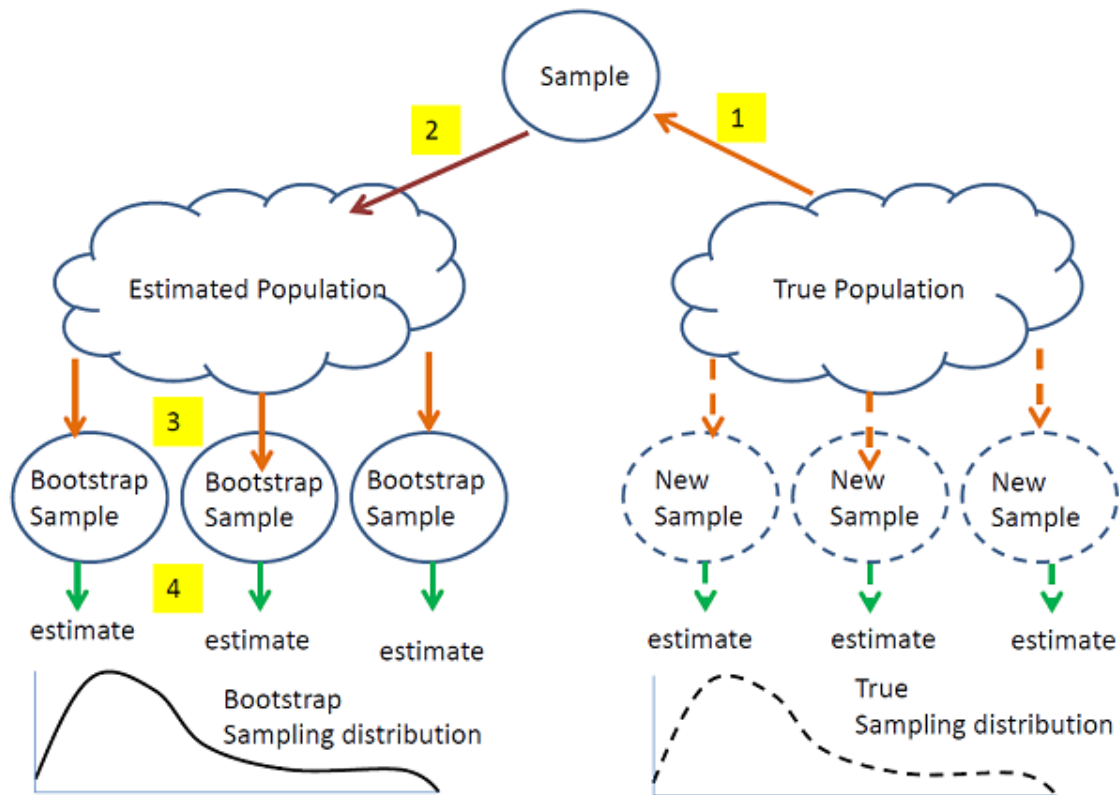 Sample
2
1
Estimated Population
True Population
3
Bootstrap
Sample
Bootstrap
Sample
Bootstrap
Sample
New
Sample
New
Sample
New
Sample
4
estimate
estimate
estimate
estimate
estimate
estimate
Bootstrap
Sampling distribution
True
Sampling distribution